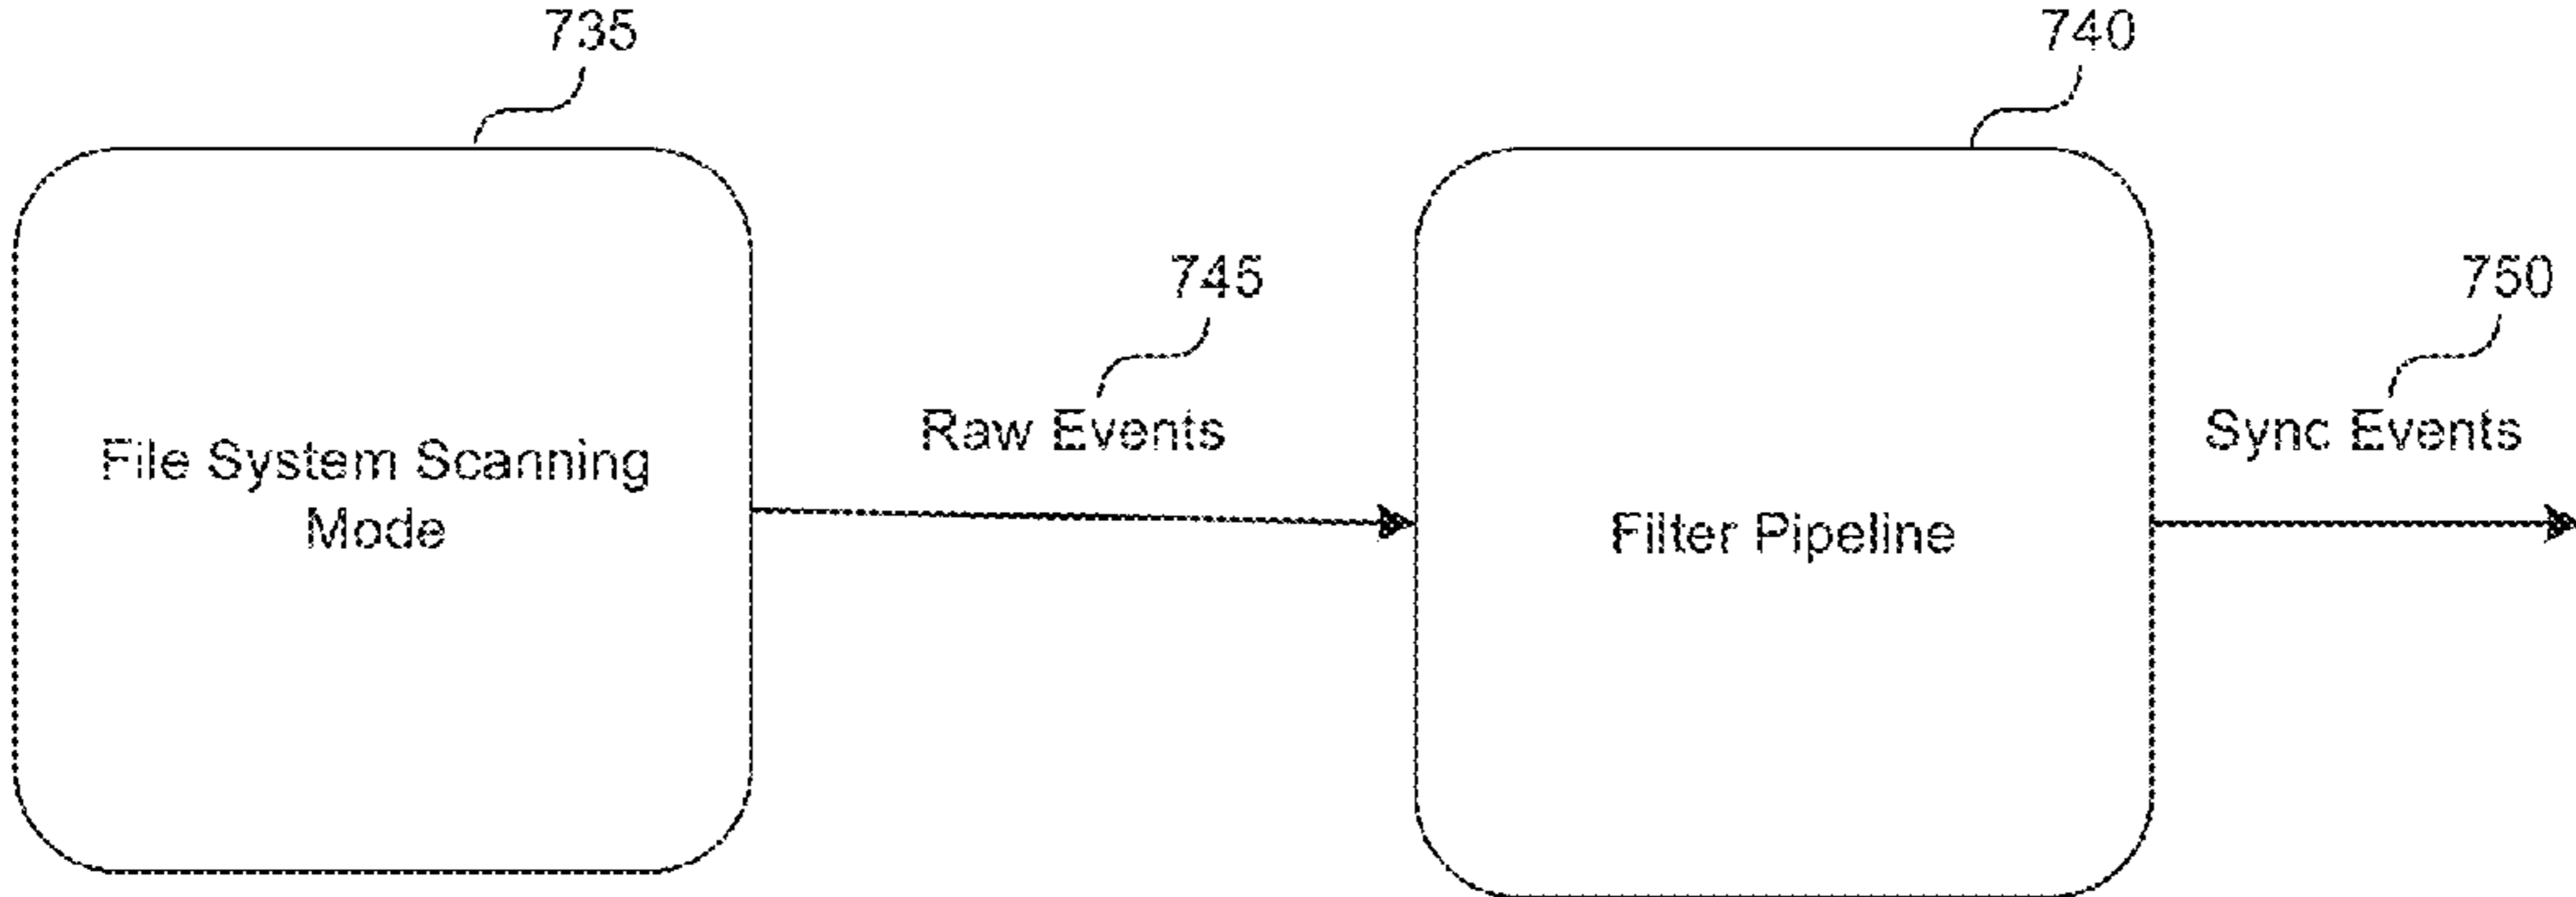 735
740
745
750
Raw Events
Sync Events
File System Scanning
Mode
Filter Pipeline